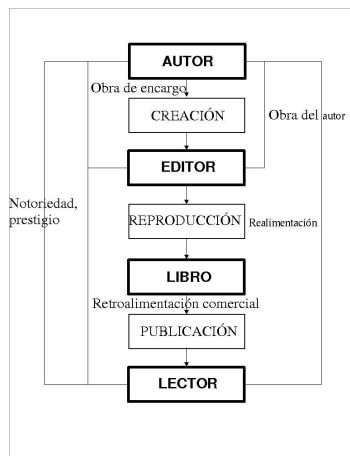 AUTOR
Obra de encargo
CREACIÓN
Obra del autor
EDITOR
Notoriedad,
prestigio
REPRODUCCIÓN
Realimentación
LIBRO
Retroalimentación comercial
PUBLICACIÓN
LECTOR